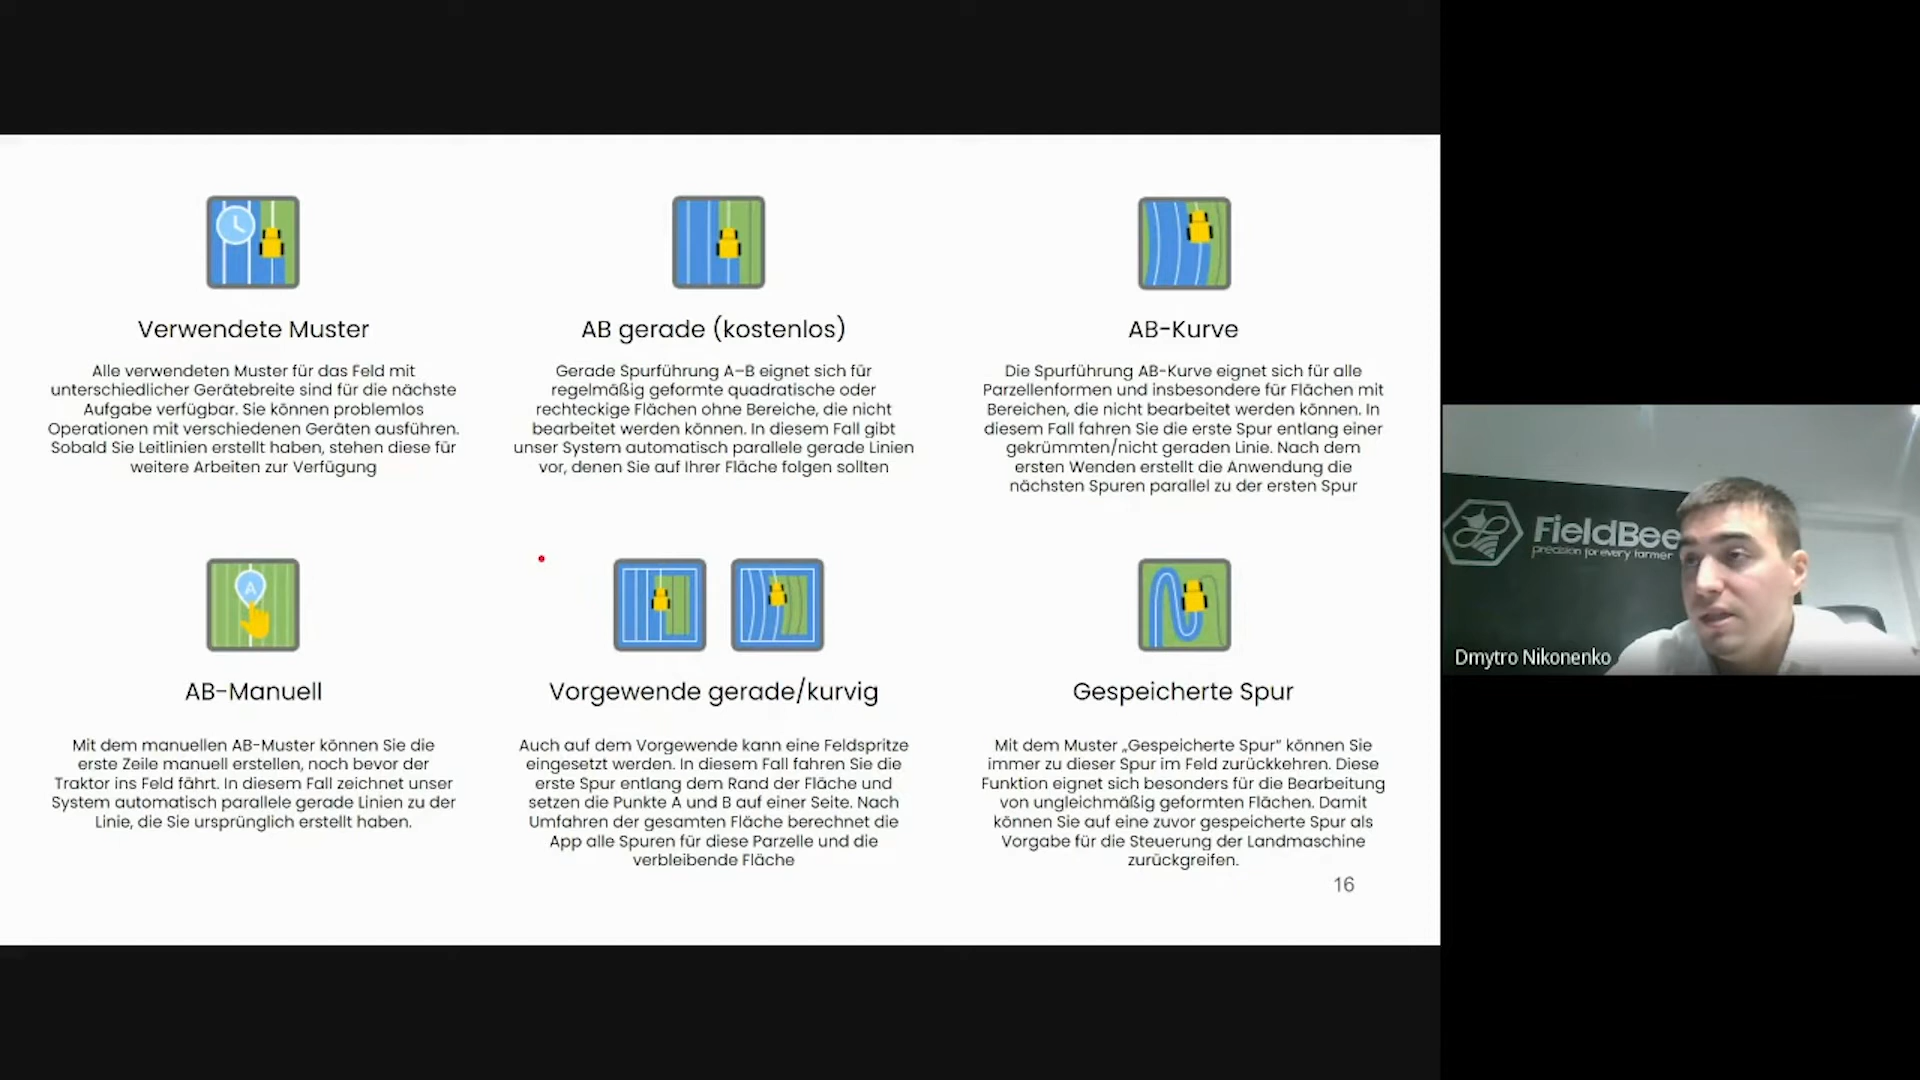 Verwendete Muster
Alle verwendeten Muster für das Feld mit
unterschiedlicher Gerätebreite sind für die nächste
Aufgabe verfügbar. Sie können problemlos
Operationen mit verschiedenen Geräten ausführen.
Sobald Sie Leitlinien erstellt haben, stehen diese für
weitere Arbeiten zur Verfügung
AB gerade (kostenlos)
Gerade Spurführung A–B eignet sich für
regelmäßig geformte quadratische oder
rechteckige Flächen ohne Bereiche, die nicht
bearbeitet werden können. In diesem Fall gibt
unser System automatisch parallele gerade Linien
vor, denen Sie auf Ihrer Fläche folgen sollten
AB-Kurve
Die Spurführung AB-Kurve eignet sich für alle
Parzellenformen und insbesondere für Flächen mit
Bereichen, die nicht bearbeitet werden können. In
diesem Fall fahren Sie die erste Spur entlang einer
gekrümmten/nicht geraden Linie. Nach dem
ersten Wenden erstellt die Anwendung die
nächsten Spuren parallel zu der ersten Spur
A
AB-Manuell
Mit dem manuellen AB-Muster können Sie die
erste Zeile manuell erstellen, noch bevor der
Traktor ins Feld fährt. In diesem Fall zeichnet unser
System automatisch parallele gerade Linien zu der
Linie, die Sie ursprünglich erstellt haben.
Vorgewende gerade/kurvig
Auch auf dem Vorgewende kann eine Feldspritze
eingesetzt werden. In diesem Fall fahren Sie die
erste Spur entlang dem Rand der Fläche und
setzen die Punkte A und B auf einer Seite. Nach
Umfahren der gesamten Fläche berechnet die
App alle Spuren für diese Parzelle und die
verbleibende Fläche
Gespeicherte Spur
Mit dem Muster „Gespeicherte Spur" können Sie
immer zu dieser Spur im Feld zurückkehren. Diese
Funktion eignet sich besonders für die Bearbeitung
von ungleichmäßig geformten Flächen. Damit
können Sie auf eine zuvor gespeicherte Spur als
Vorgabe für die Steuerung der Landmaschine
zurückgreifen.
16
FieldBee
precision for every farmer
Dmytro Nikonenko